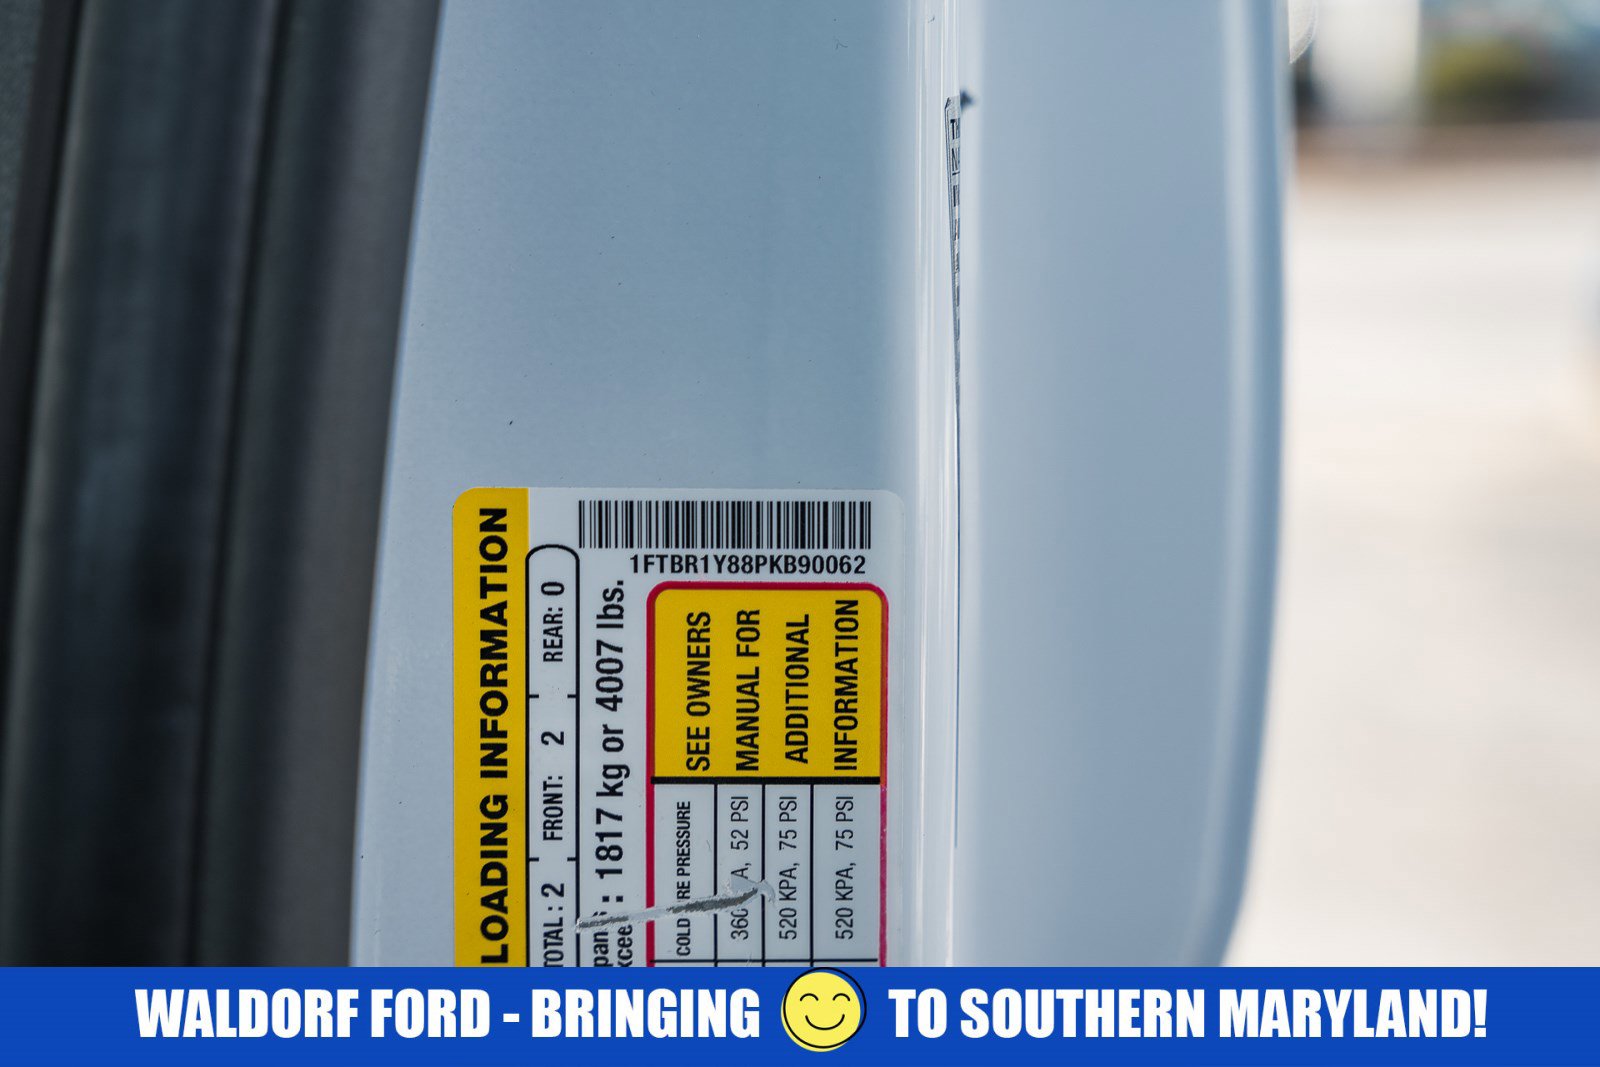 LOADING INFORMATION
TOTAL: 2 FRONT: 2 REAR: 0
: 1817 kg or 4007 lbs.
1FTBR1Y88PKB90062
SEE OWNERS
MANUAL FOR
ADDITIONAL
INFORMATION
COLD PRESSURE
52 PSI
520 KPA, 75 PSI
520 KPA, 75 PSI
WALDORF FORD - BRINGING TO SOUTHERN MARYLAND!